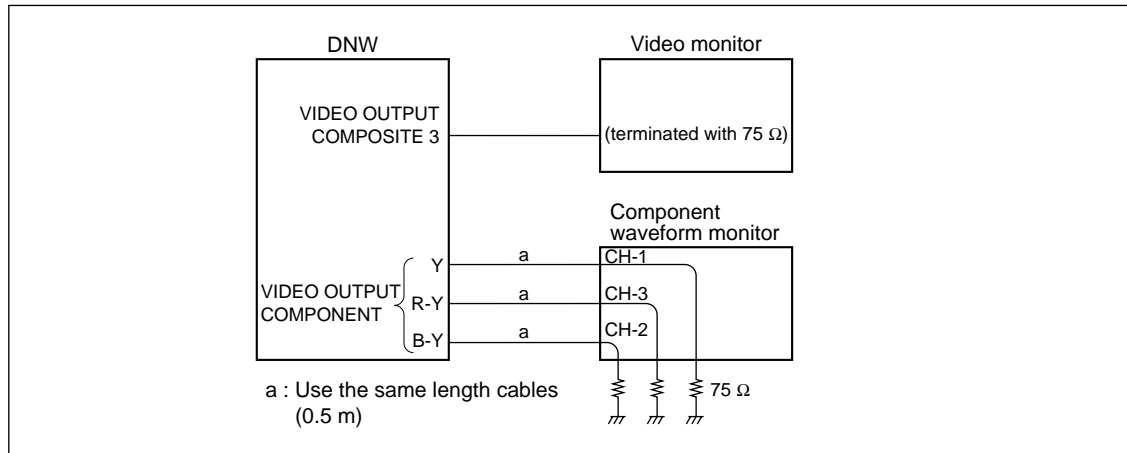 DNW
Video monitor
VIDEO OUTPUT
COMPOSITE 3
(terminated with 75 Ω)
Component
waveform monitor
Y
a
CH-1
VIDEO OUTPUT
COMPONENT
R-Y
a
CH-3
B-Y
a
CH-2
75 Ω
a : Use the same length cables
(0.5 m)